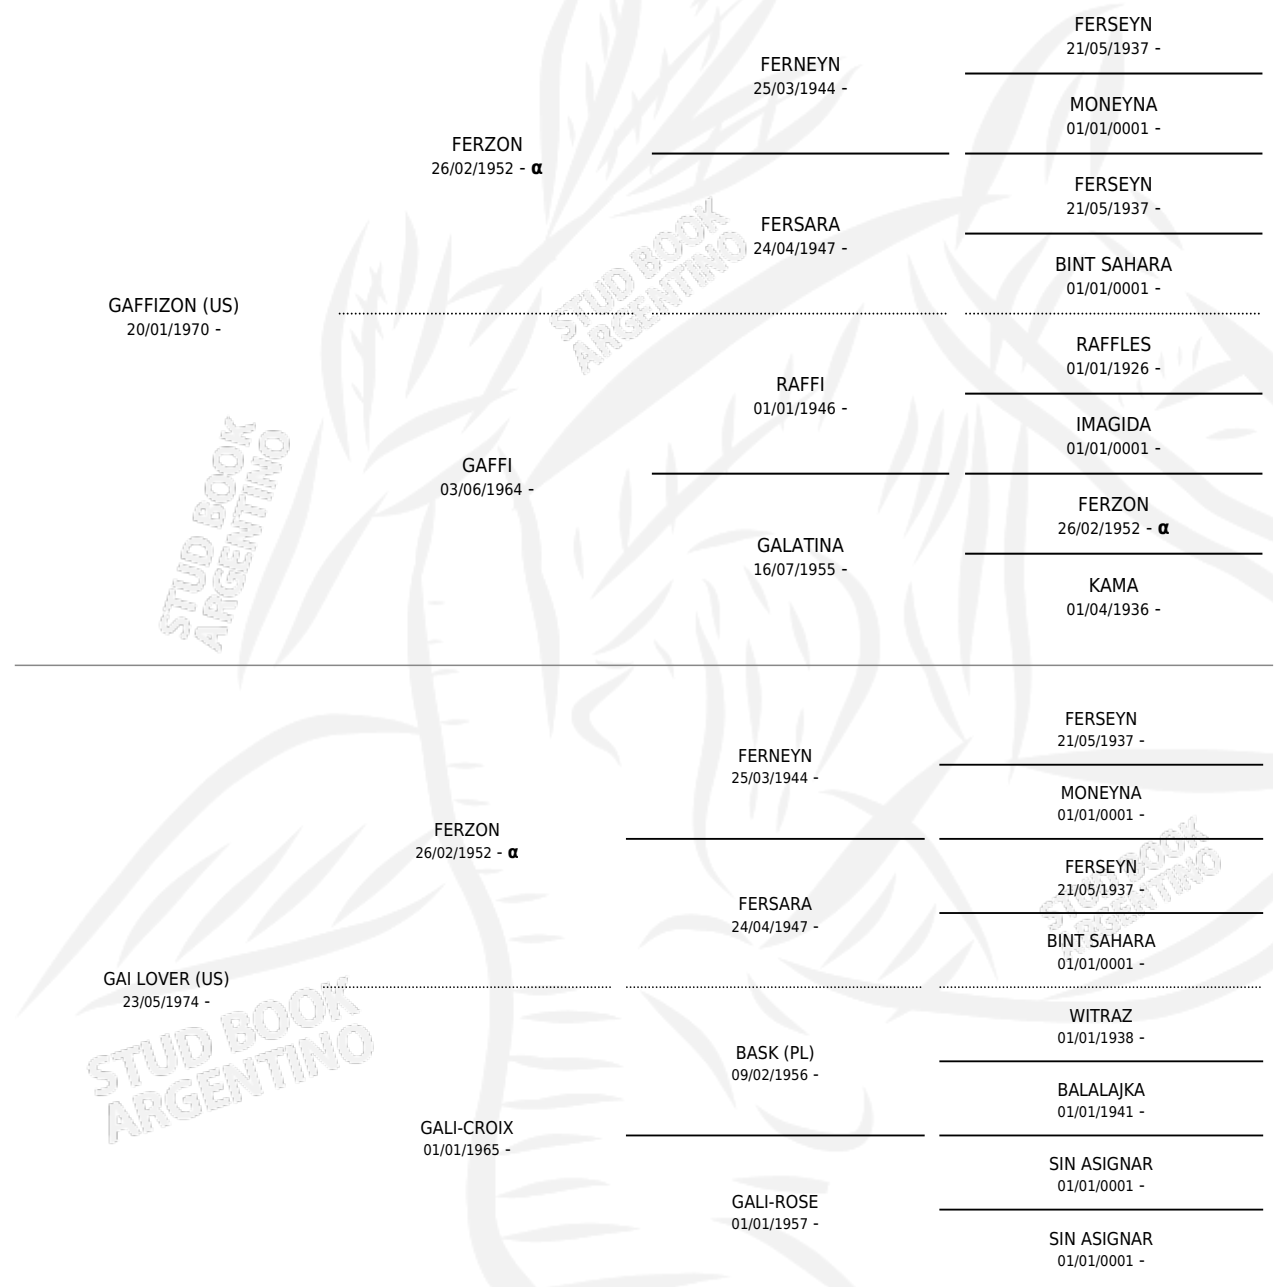 FERSEYN
21/05/1937 -
FERNEYN
25/03/1944 -
MONEYNA
01/01/0001 -
FERZON
26/02/1952 - α
FERSEYN
21/05/1937 -
FERSARA
24/04/1947 -
BINT SAHARA
01/01/0001 -
GAFFIZON (US)
20/01/1970 -
RAFFLES
01/01/1926 -
RAFFI
01/01/1946 -
IMAGIDA
01/01/0001 -
GAFFI
03/06/1964 -
FERZON
26/02/1952 - α
GALATINA
16/07/1955 -
KAMA
01/04/1936 -
FERSEYN
21/05/1937 -
FERNEYN
25/03/1944 -
MONEYNA
01/01/0001 -
FERZON
26/02/1952 - α
FERSEYN
21/05/1937 -
FERSARA
24/04/1947 -
BINT SAHARA
01/01/0001 -
GAI LOVER (US)
23/05/1974 -
WITRAZ
01/01/1938 -
BASK (PL)
09/02/1956 -
BALALAJKA
01/01/1941 -
GALI-CROIX
01/01/1965 -
SIN ASIGNAR
01/01/0001 -
GALI-ROSE
01/01/1957 -
SIN ASIGNAR
01/01/0001 -
STUD BOOK
ARGENTINO
STUD BOOK
ARGENTINO
STUD BOOK
ARGENTINO
STUD BOOK
ARGENTINO